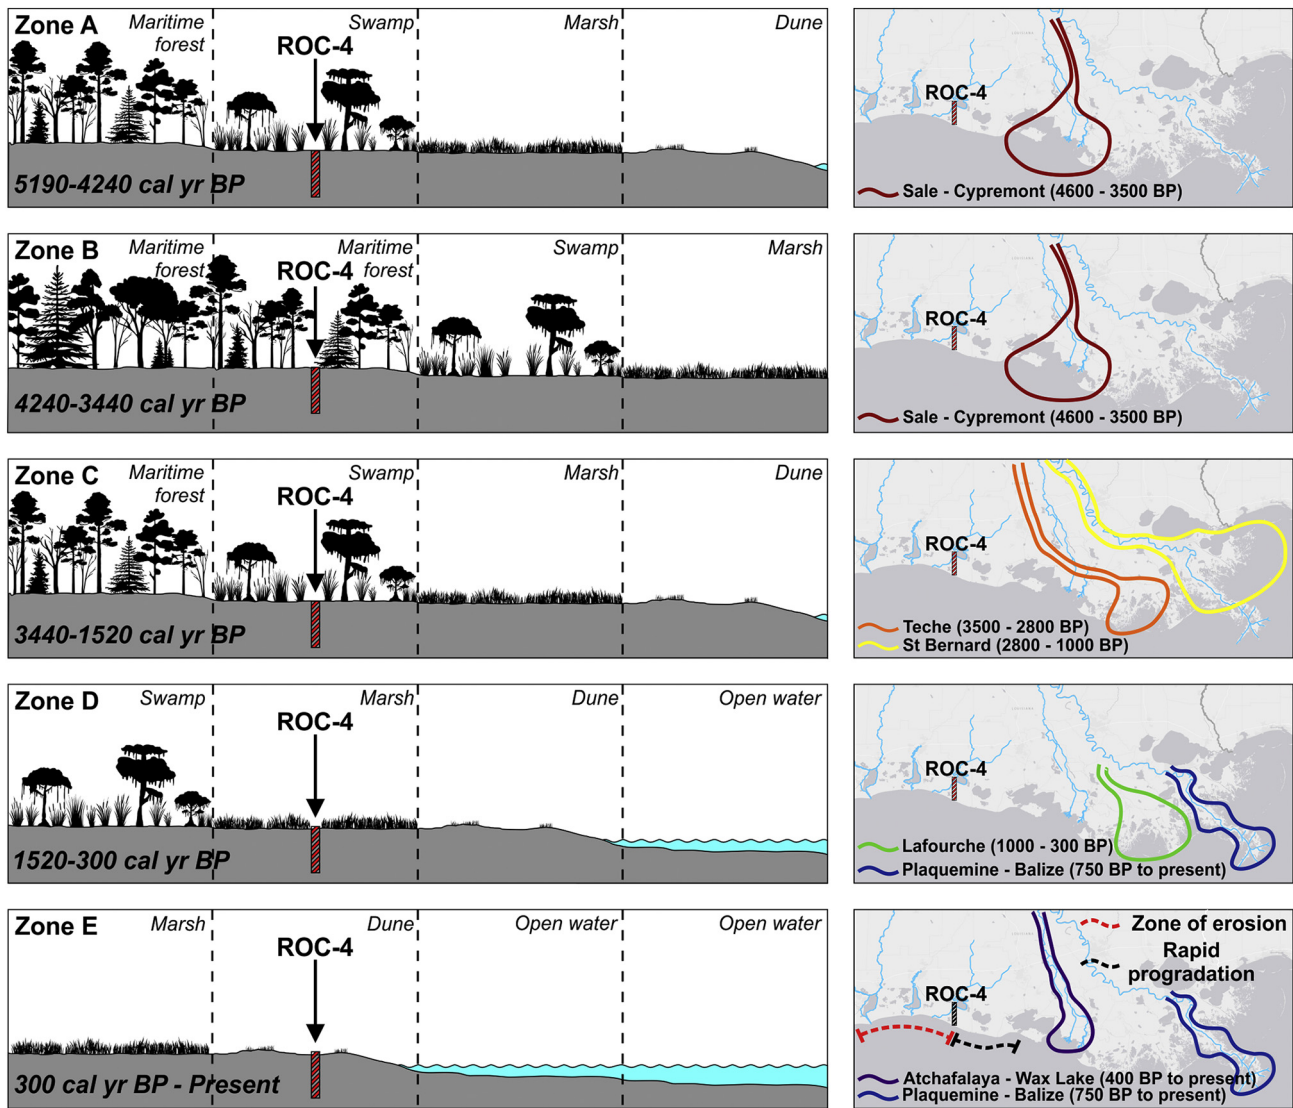 Zone A
Maritime
forest
Swamp
Marsh
Dune
ROC-4
5190-4240 cal yr BP
ROC-4
Sale - Cypremont (4600 - 3500 BP)
Zone B
Maritime
forest
Maritime
forest
Swamp
Marsh
ROC-4
4240-3440 cal yr BP
ROC-4
Sale - Cypremont (4600 - 3500 BP)
Zone C
Maritime
forest
Swamp
Marsh
Dune
ROC-4
3440-1520 cal yr BP
ROC-4
Teche (3500 - 2800 BP)
St Bernard (2800 - 1000 BP)
Zone D
Swamp
Marsh
Dune
Open water
ROC-4
1520-300 cal yr BP
ROC-4
Lafourche (1000 - 300 BP)
Plaquemine - Balize (750 BP to present)
Zone E
Marsh
Dune
Open water
Open water
ROC-4
300 cal yr BP - Present
Zone of erosion
Rapid
progradation
ROC-4
Atchafalaya - Wax Lake (400 BP to present)
Plaquemine - Balize (750 BP to present)